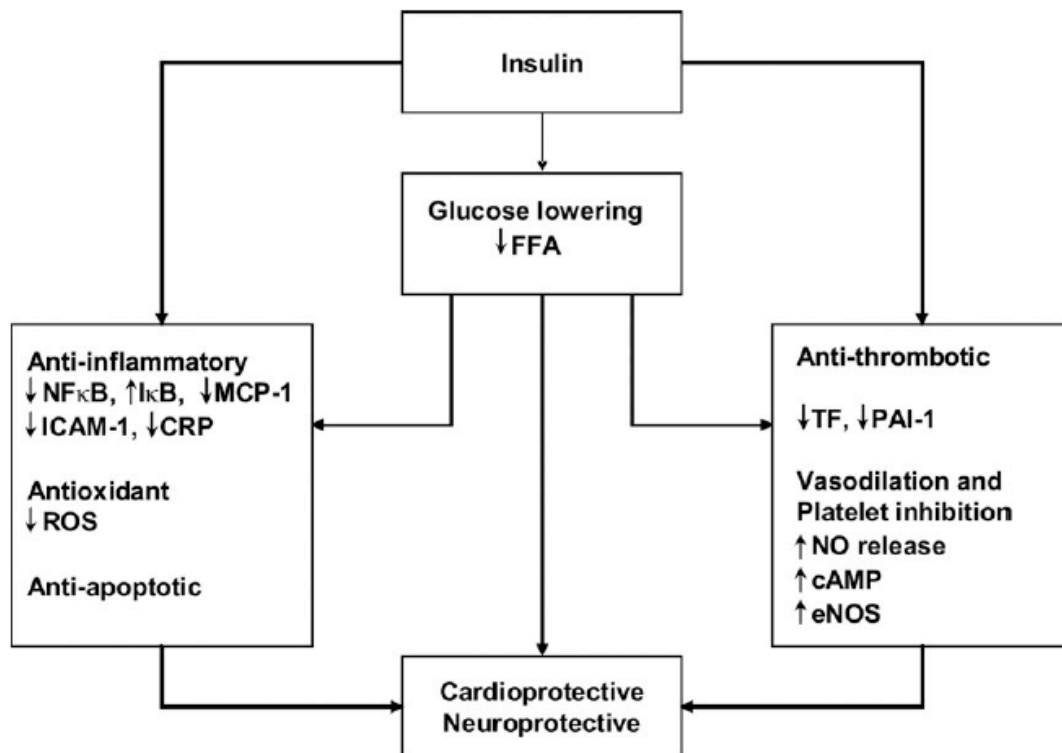 Insulin
Glucose lowering
↓FFA
Anti-inflammatory
↓NFκB, ↑IκB, ↓MCP-1
↓ICAM-1, ↓CRP
Antioxidant
↓ROS
Anti-apoptotic
Anti-thrombotic
↓TF, ↓PAI-1
Vasodilation and
Platelet inhibition
↑NO release
↑cAMP
↑eNOS
Cardioprotective
Neuroprotective